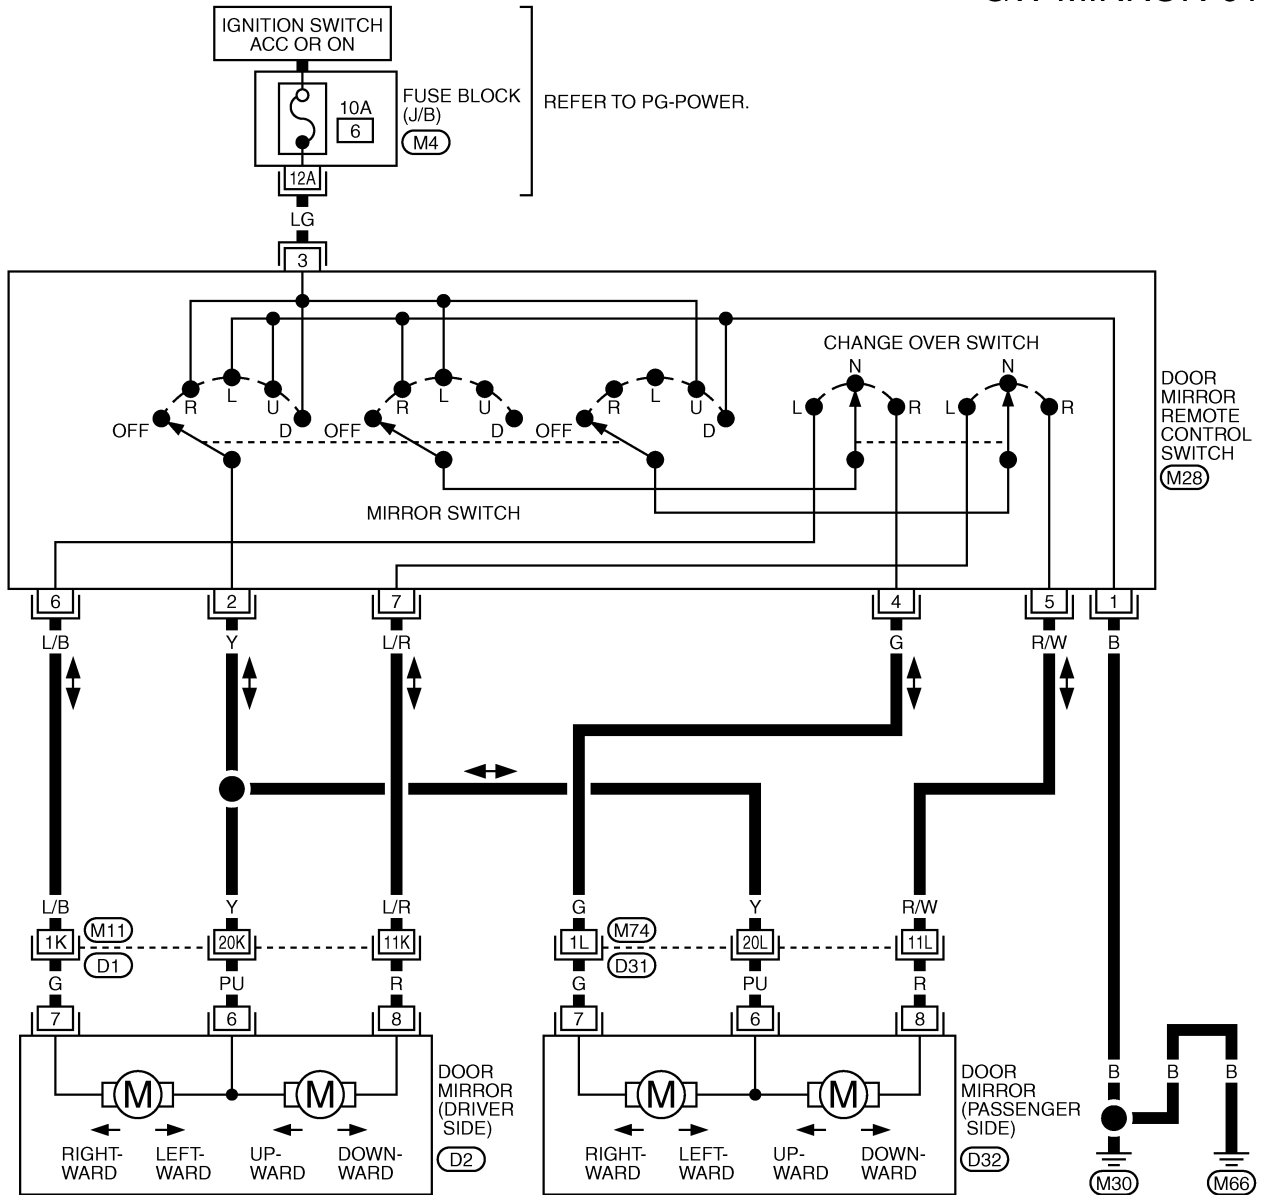 IGNITION SWITCH
ACC OR ON
10A
6
FUSE BLOCK
(J/B)
M4
REFER TO PG-POWER.
12A
LG
3
R
L
U
D
OFF
R
L
U
D
OFF
R
L
U
D
OFF
CHANGE OVER SWITCH
N
L
R
N
L
R
MIRROR SWITCH
DOOR
MIRROR
REMOTE
CONTROL
SWITCH
M28
6
2
7
4
5
1
L/B
Y
L/R
G
R/W
B
L/B
Y
L/R
G
Y
R/W
1K
M11
20K
11K
1L
M74
20L
11L
D1
D31
G
PU
R
G
PU
R
7
6
8
7
6
8
M
M
DOOR
MIRROR
(DRIVER
SIDE)
D2
RIGHT-
WARD
LEFT-
WARD
UP-
WARD
DOWN-
WARD
M
M
DOOR
MIRROR
(PASSENGER
SIDE)
D32
RIGHT-
WARD
LEFT-
WARD
UP-
WARD
DOWN-
WARD
B
B
B
M30
M66